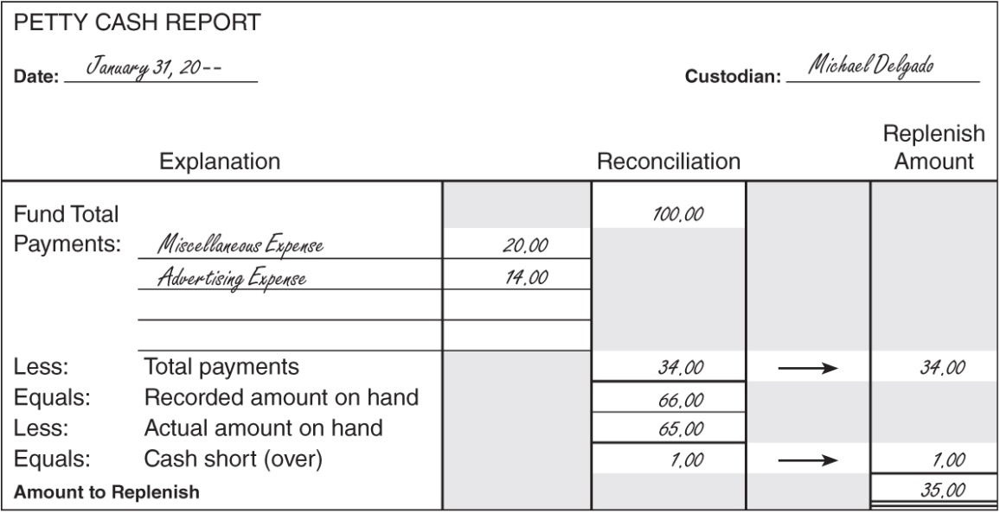 PETTY CASH REPORT
Date: January 31, 20-- Custodian: Michael Delgado
Explanation Reconciliation Replenish Amount
Fund Total 100.00
Payments: Miscellaneous Expense 20.00
Advertising Expense 14.00
Less: Total payments 34.00 → 34.00
Equals: Recorded amount on hand 66.00
Less: Actual amount on hand 65.00
Equals: Cash short (over) 1.00 → 1.00
Amount to Replenish 35.00